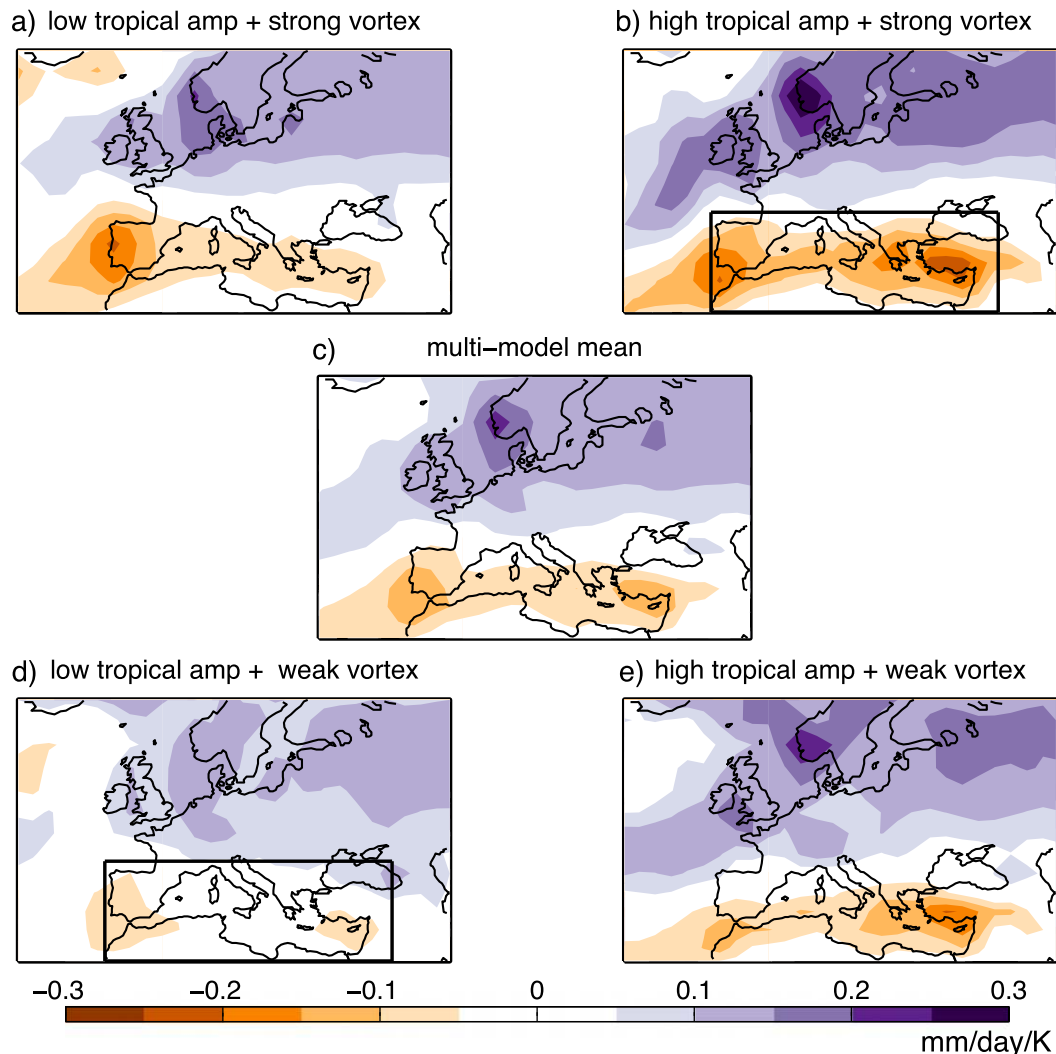 a) low tropical amp + strong vortex
b) high tropical amp + strong vortex
c) multi−model mean
d) low tropical amp + weak vortex
e) high tropical amp + weak vortex
−0.3 −0.2 −0.1 0 0.1 0.2 0.3
mm/day/K